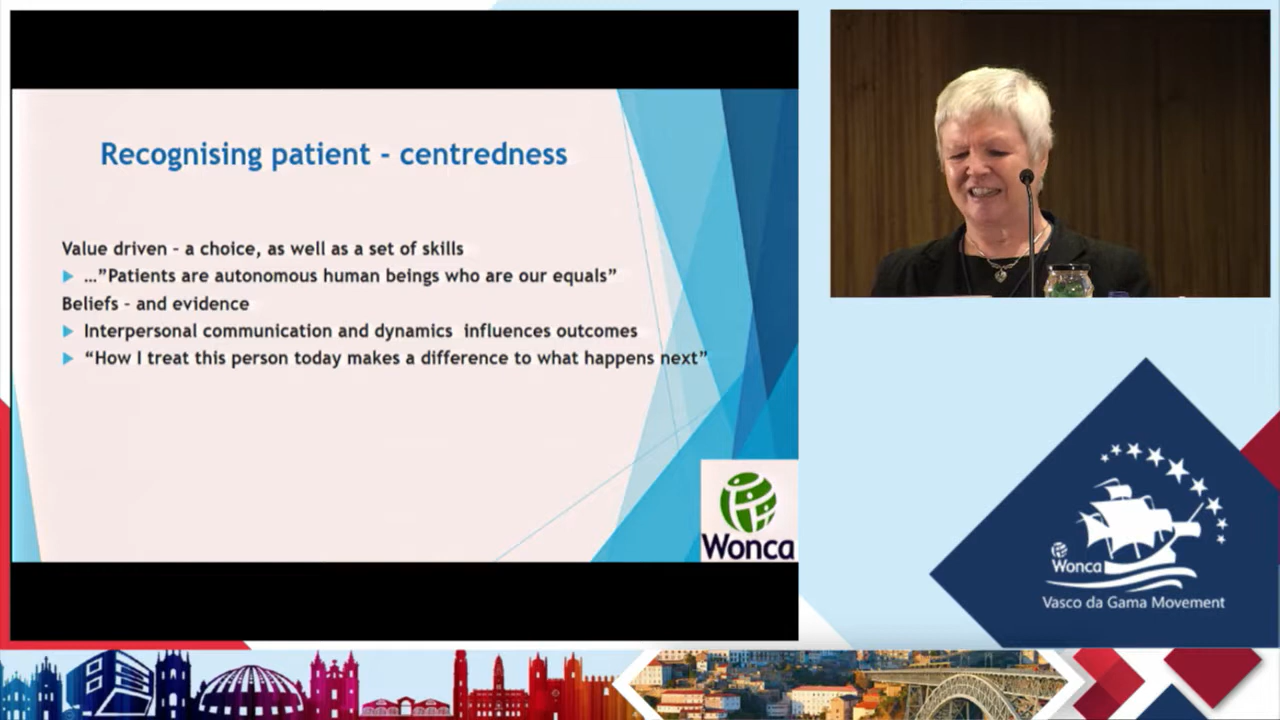 Recognising patient - centredness
Value driven – a choice, as well as a set of skills
…”Patients are autonomous human beings who are our equals”
Beliefs – and evidence
Interpersonal communication and dynamics influences outcomes
“How I treat this person today makes a difference to what happens next”
Wonca
Wonca
Vasco da Gama Movement